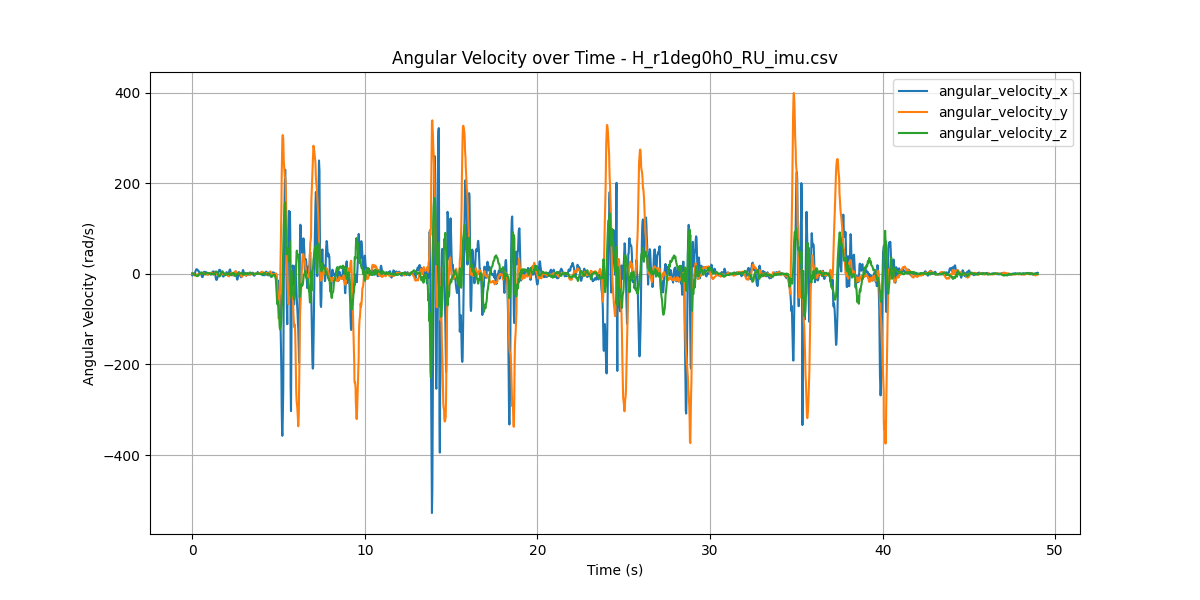 Angular Velocity over Time - H_r1deg0h0_RU_imu.csv
angular_velocity_x
angular_velocity_y
angular_velocity_z
Angular Velocity (rad/s)
400
200
0
−200
−400
0 10 20 30 40 50
Time (s)